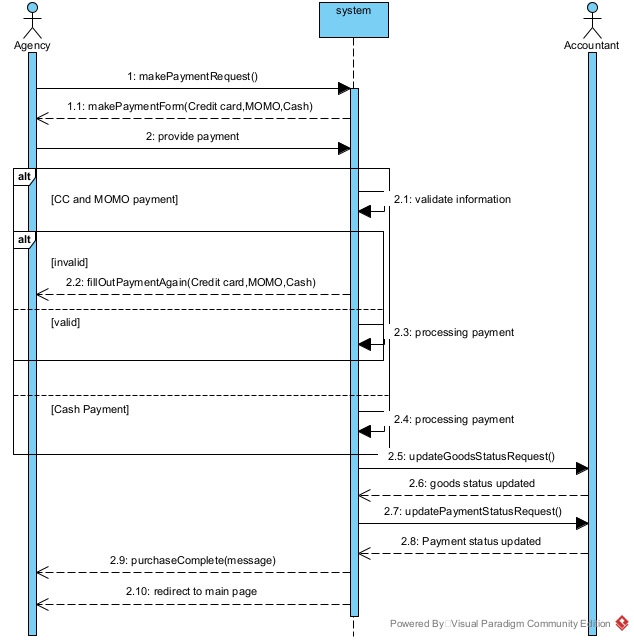 system
Agency
Accountant
1: makePaymentRequest()
1.1: makePaymentForm(Credit card,MOMO,Cash)
2: provide payment
alt
[CC and MOMO payment]
2.1: validate information
alt
[invalid]
2.2: fillOutPaymentAgain(Credit card,MOMO,Cash)
[valid]
2.3: processing payment
[Cash Payment]
2.4: processing payment
2.5: updateGoodsStatusRequest()
2.6: goods status updated
2.7: updatePaymentStatusRequest()
2.8: Payment status updated
2.9: purchaseComplete(message)
2.10: redirect to main page
Powered By Visual Paradigm Community Edition